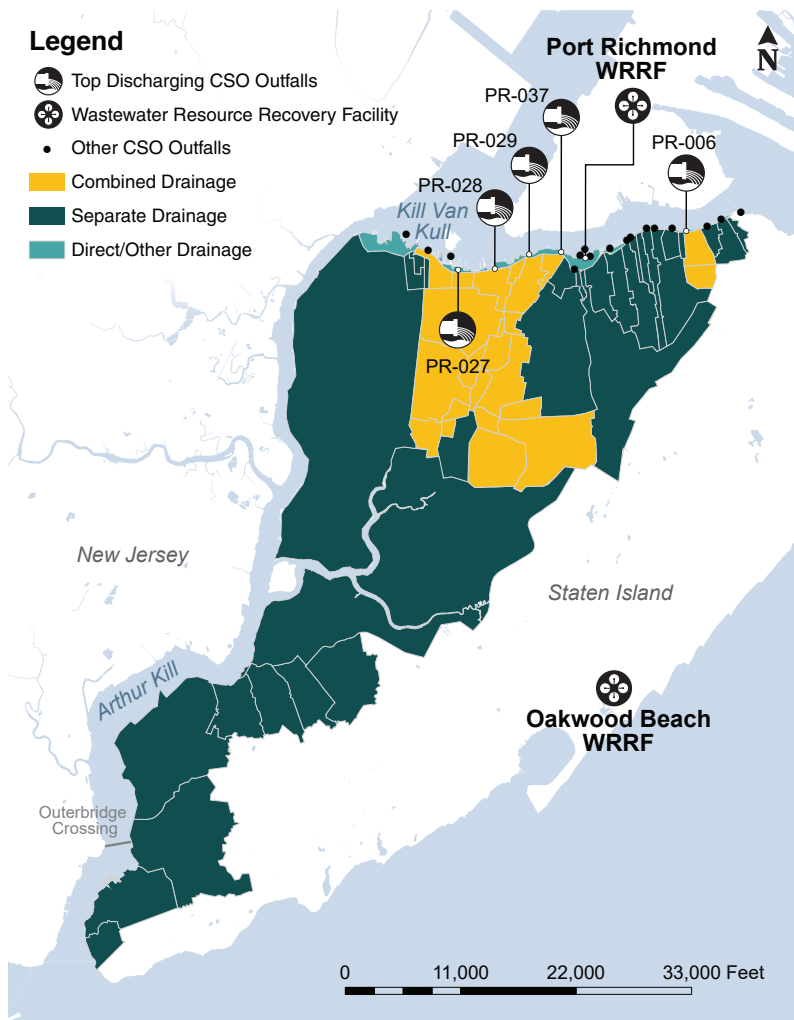 Legend
Top Discharging CSO Outfalls
Wastewater Resource Recovery Facility
Other CSO Outfalls
Combined Drainage
Separate Drainage
Direct/Other Drainage
Port Richmond
WRRF
N
PR-037
PR-029
PR-006
PR-028
Kill Van
Kull
PR-027
New Jersey
Staten Island
Arthur Kill
Oakwood Beach
WRRF
Outerbridge
Crossing
0 11,000 22,000 33,000 Feet